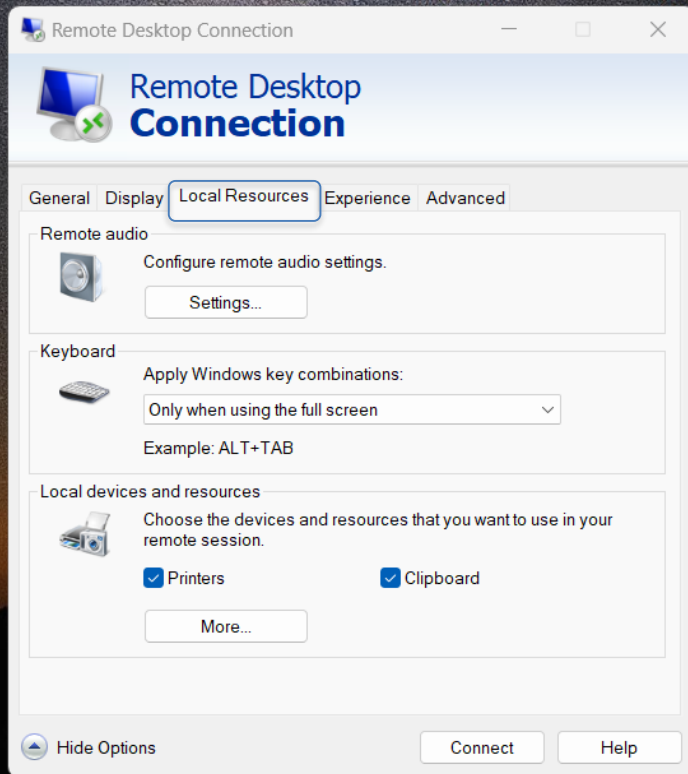 Remote Desktop Connection
Remote Desktop
Connection
General Display Local Resources Experience Advanced
Remote audio
Configure remote audio settings.
Settings...
Keyboard
Apply Windows key combinations:
Only when using the full screen
Example: ALT+TAB
Local devices and resources
Choose the devices and resources that you want to use in your
remote session.
Printers Clipboard
More...
Hide Options Connect Help